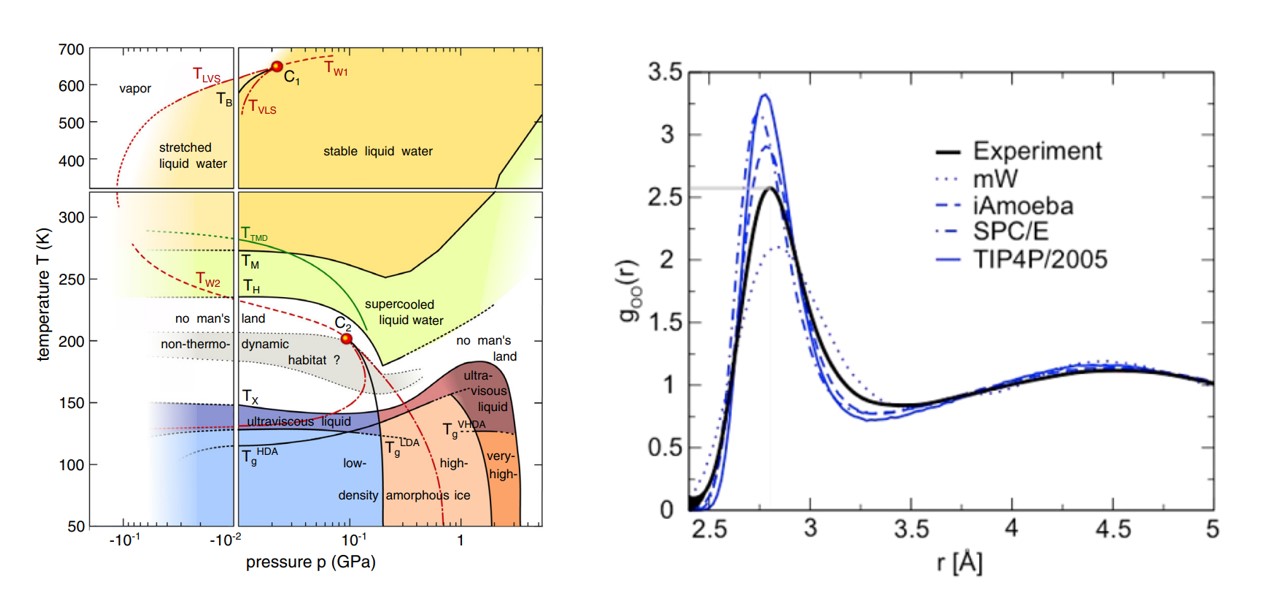 700
600
500
400
300
250
200
150
100
50
temperature T (K)
-10⁻¹
-10⁻²
10⁻¹
1
pressure p (GPa)
vapor
T_LVS
T_B
T_VLS
C₁
T_W1
stretched
liquid water
stable liquid water
T_TMD
T_M
T_W2
T_H
supercooled
liquid water
no man's land
C₂
no man's
land
non-thermo- dynamic
habitat ?
T_X
ultraviscous liquid
ultra-
visous
liquid
T_g^HDA
T_g^LDA
T_g^VHDA
low-
density
high-
amorphous ice
very-
high-
3.5
3
2.5
2
1.5
1
0.5
0
g_OO(r)
Experiment
mW
iAmoeba
SPC/E
TIP4P/2005
2.5
3
3.5
4
4.5
5
r [Å]